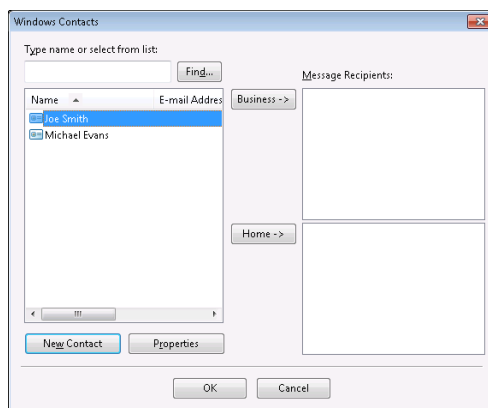 Windows Contacts
Type name or select from list:
Find...
Message Recipients:
Name E-mail Addres
Business ->
Joe Smith
Michael Evans
Home ->
New Contact Properties
OK Cancel